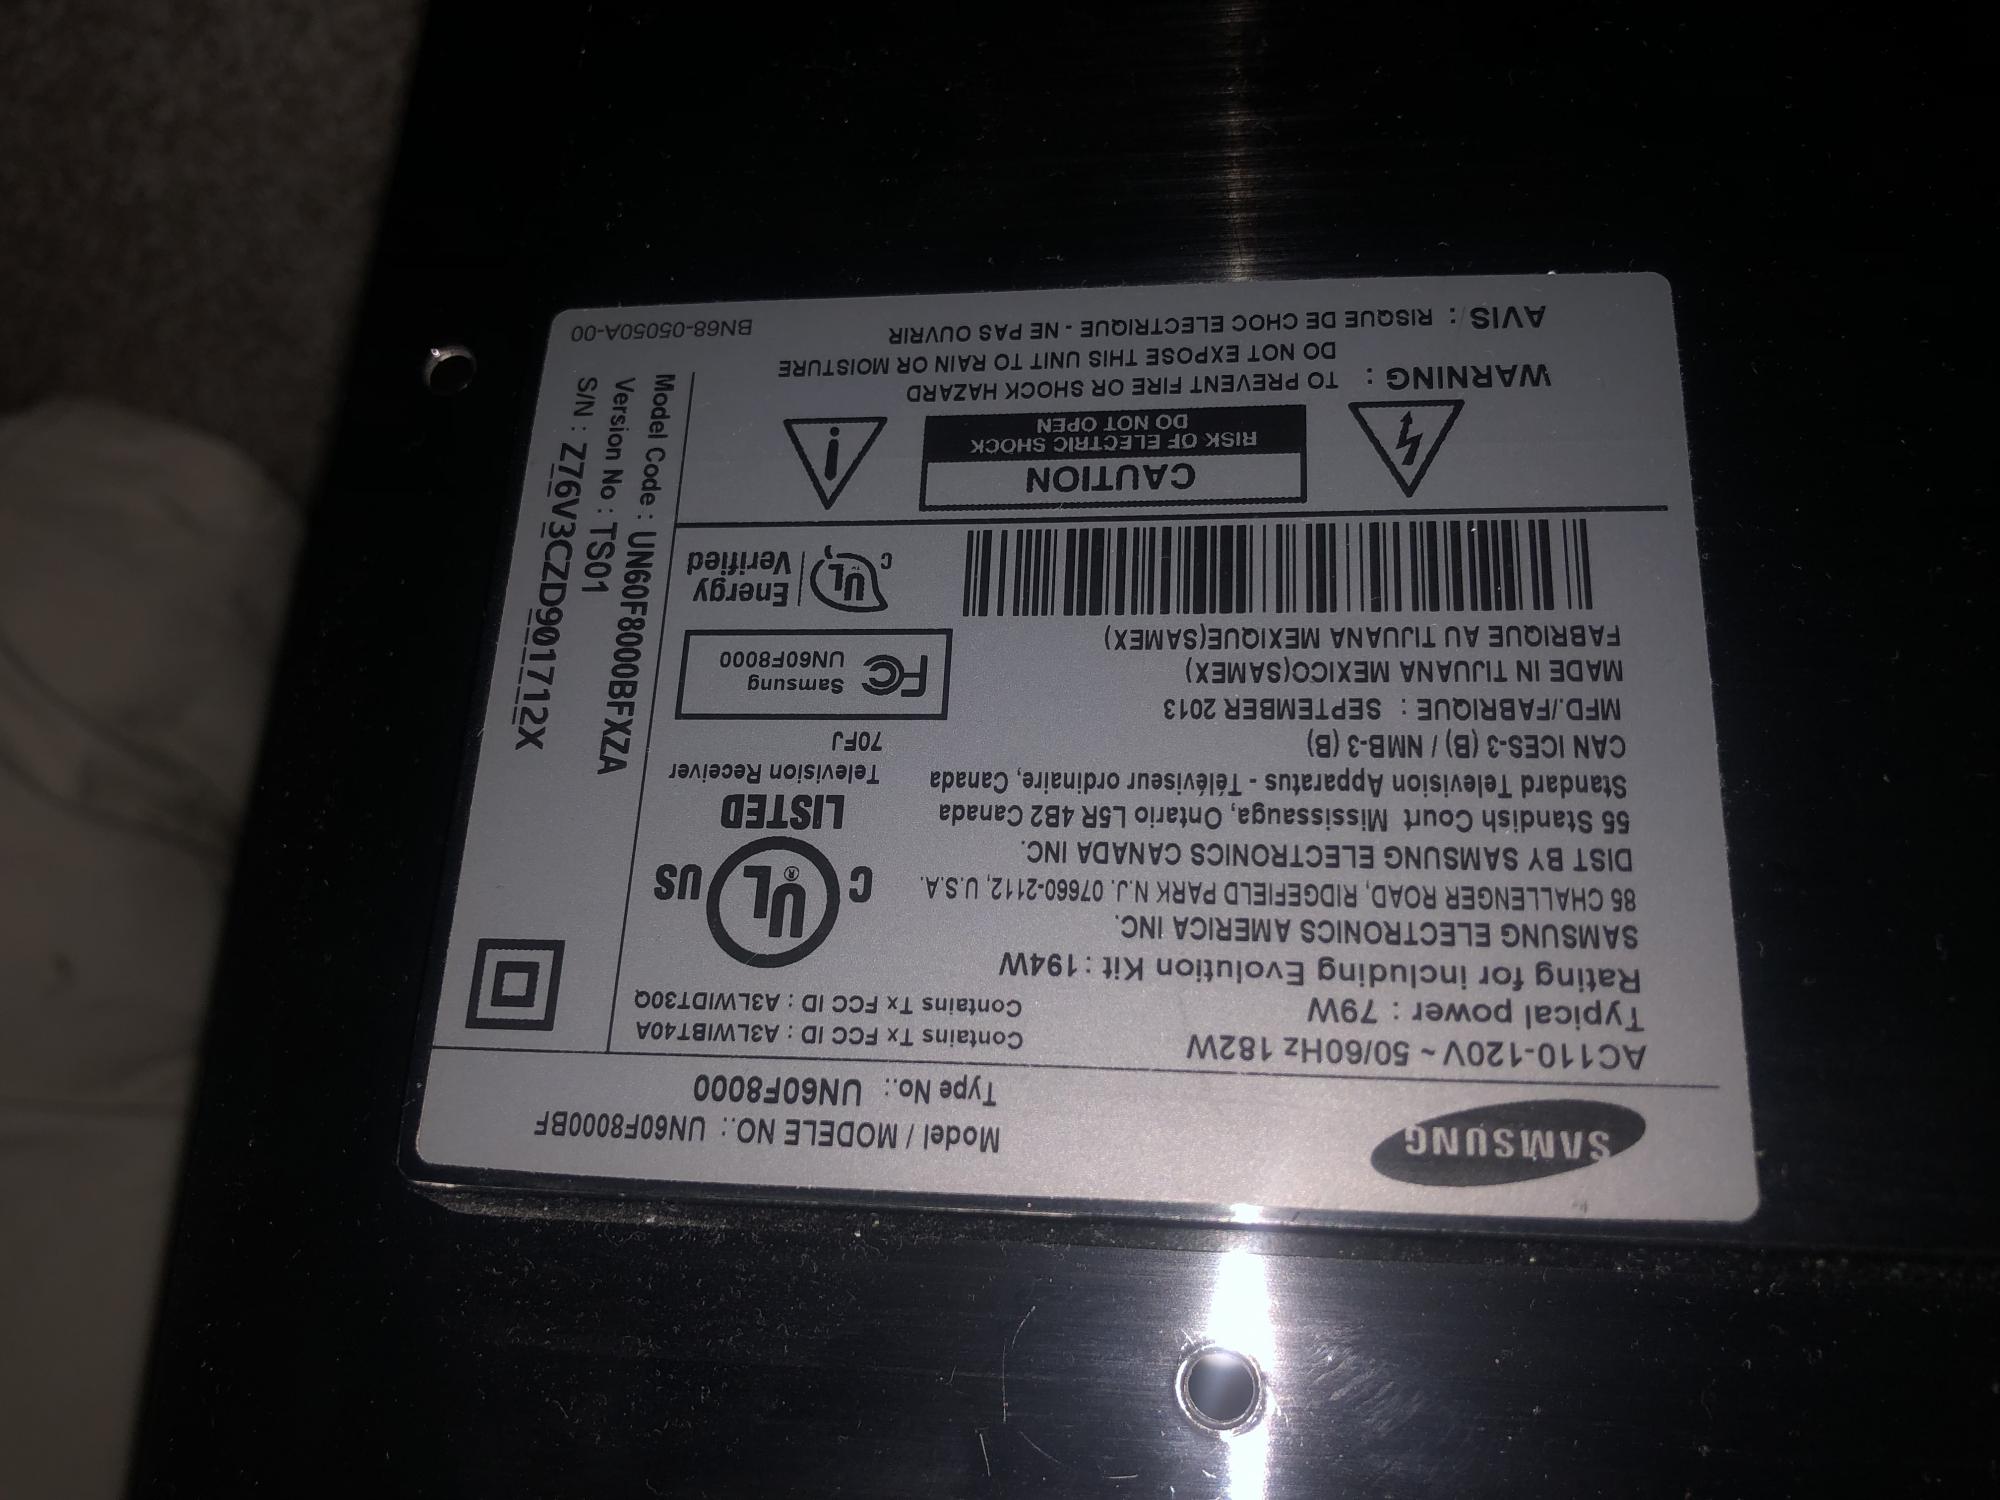 SAMSUNG
Model / MODELE NO.: UN60F8000BF
Type No.: UN60F8000
AC110-120V ~ 50/60Hz 182W
Typical power : 79W
Rating for including Evolution Kit : 194W
SAMSUNG ELECTRONICS AMERICA INC.
85 CHALLENGER ROAD, RIDGEFIELD PARK N.J. 07660-2112, U.S.A.
DIST BY SAMSUNG ELECTRONICS CANADA INC.
55 Standish Court Mississauga, Ontario L5R 4B2 Canada
Standard Television Apparatus - Téléviseur ordinaire, Canada
CAN ICES-3 (B) / NMB-3 (B)
MFD./FABRIQUE : SEPTEMBER 2013
MADE IN TIJUANA MEXICO(SAMEX)
FABRIQUE AU TIJUANA MEXIQUE(SAMEX)
Contains Tx FCC ID : A3LWIBT40A
Contains Tx FCC ID : A3LWIDT30Q
C UL ® US
LISTED
Television Receiver
70FJ
FC Samsung
UN60F8000
C UL Energy
Verified
CAUTION
RISK OF ELECTRIC SHOCK
DO NOT OPEN
WARNING : TO PREVENT FIRE OR SHOCK HAZARD
DO NOT EXPOSE THIS UNIT TO RAIN OR MOISTURE
AVIS : RISQUE DE CHOC ELECTRIQUE - NE PAS OUVRIR
BN68-05050A-00
Model Code : UN60F8000BFXZA
Version No : TS01
S/N : Z76V3CZD901712X